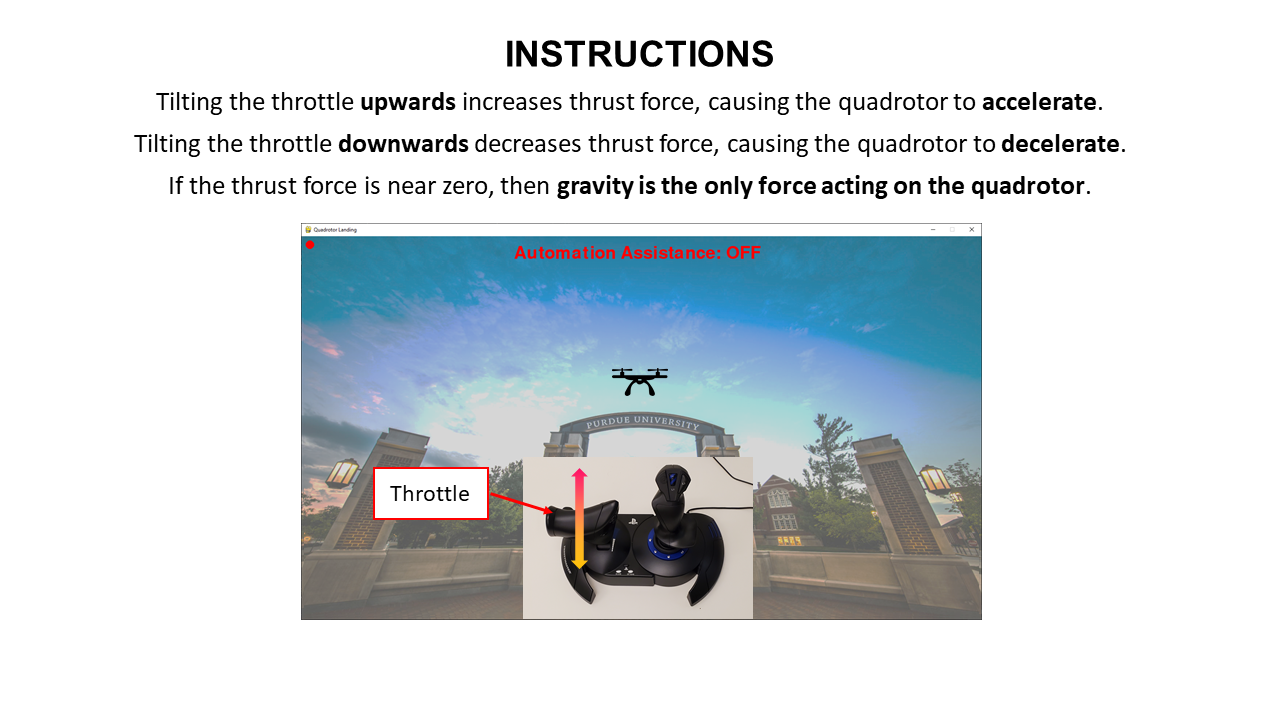 INSTRUCTIONS
Tilting the throttle upwards increases thrust force, causing the quadrotor to accelerate.
Tilting the throttle downwards decreases thrust force, causing the quadrotor to decelerate.
If the thrust force is near zero, then gravity is the only force acting on the quadrotor.
Quadrotor Landing
Automation Assistance: OFF
PURDUE UNIVERSITY
Throttle